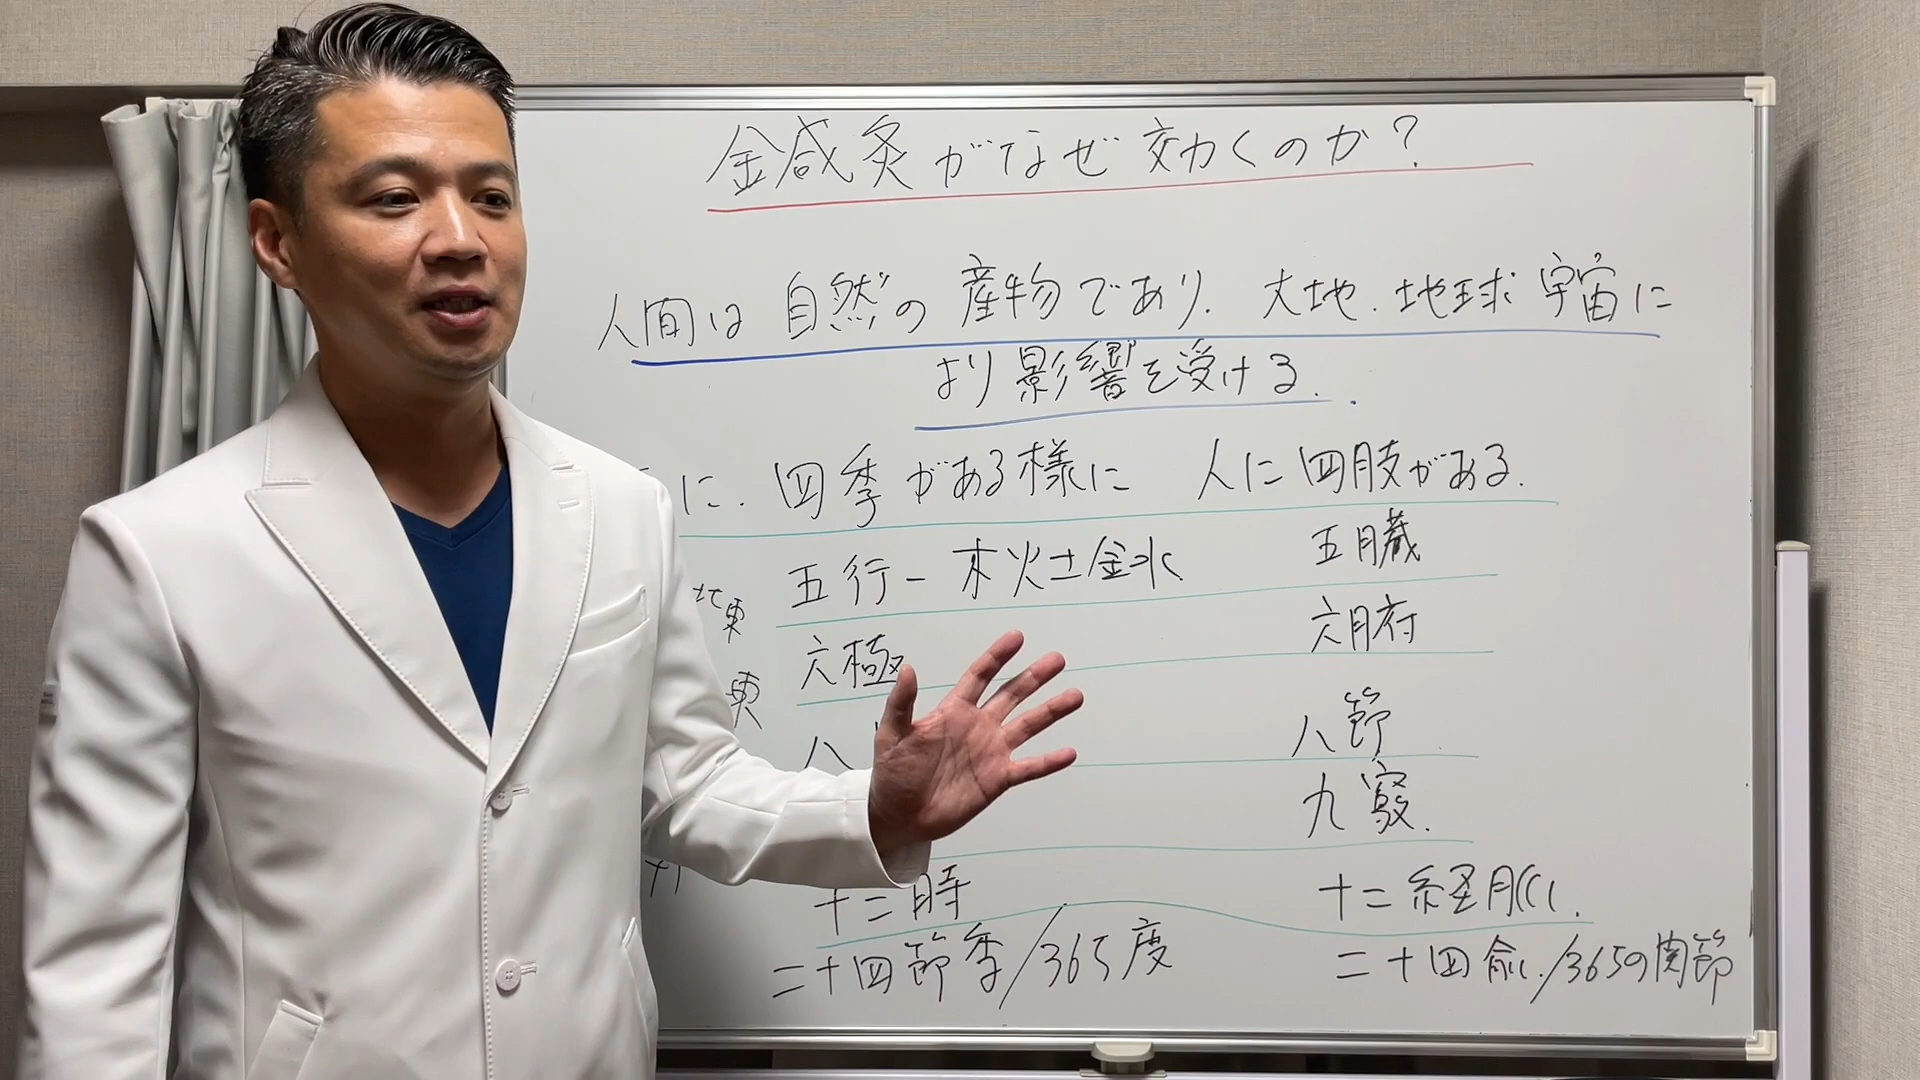 金鍼灸がなぜ効くのか?
人間は自然の産物であり. 大地.地球宇宙に
より影響を受ける.
に.四季がある様に 人に四肢がある.
五行-木火土金水 五臓
北東
六極 六腑
東
八 八節
九竅.
十二時 十二経脈.
二十四節季/365度 二十四兪./365の関節